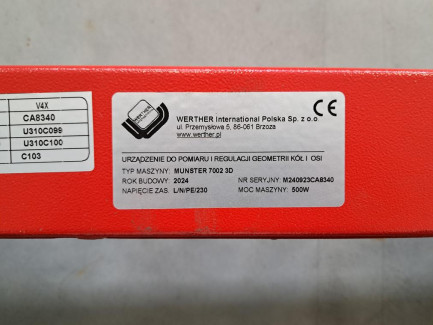 V4X
CA8340
U310C099
U310C100
C103
WERTHER
WERTHER International Polska Sp. z o.o
ul. Przemysłowa 5, 86-061 Brzoza
www.werther.pl
CE
URZĄDZENIE DO POMIARU I REGULACJI GEOMETRII KÓŁ I OSI
TYP MASZYNY: MUNSTER 7002 3D
ROK BUDOWY: 2024
NR SERYJNY: M240923CA8340
NAPIĘCIE ZAS. L/N/PE/230
MOC MASZYNY: 500W